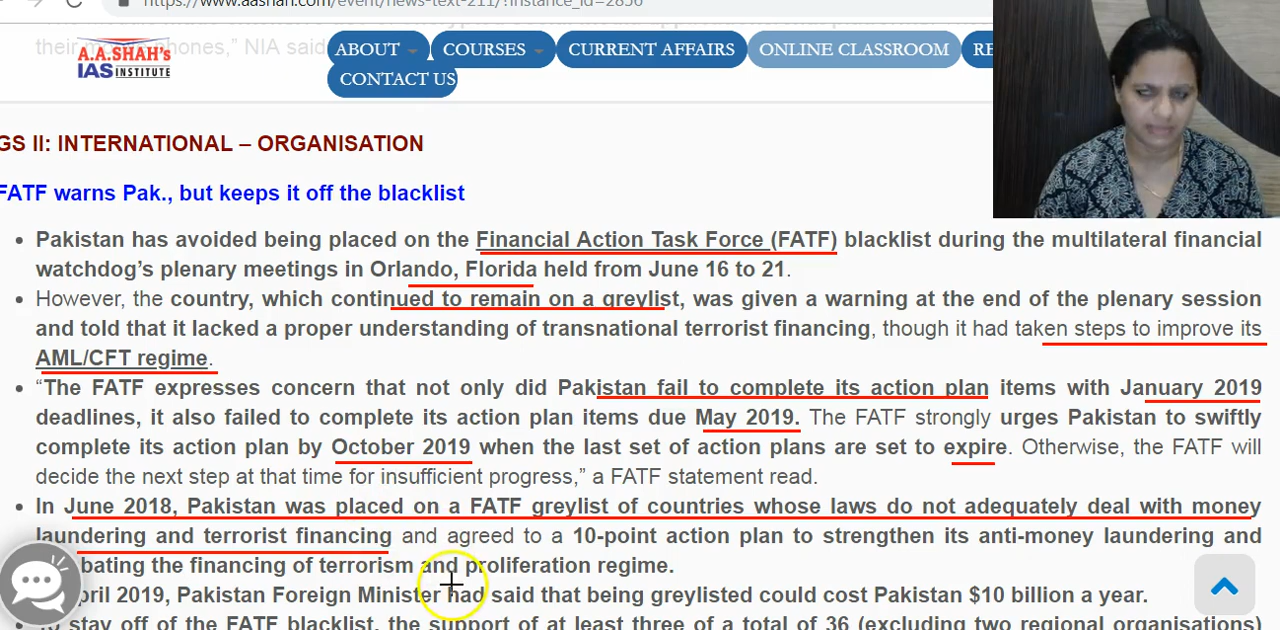 https://www.aashah.com/event/news-text-211/?instance_id=2856
their mobile phones,” NIA said
A.A.SHAH's
IAS INSTITUTE
ABOUT
COURSES
CURRENT AFFAIRS
ONLINE CLASSROOM
RE
CONTACT US
GS II: INTERNATIONAL – ORGANISATION
FATF warns Pak., but keeps it off the blacklist
• Pakistan has avoided being placed on the Financial Action Task Force (FATF) blacklist during the multilateral financial
watchdog’s plenary meetings in Orlando, Florida held from June 16 to 21.
• However, the country, which continued to remain on a greylist, was given a warning at the end of the plenary session
and told that it lacked a proper understanding of transnational terrorist financing, though it had taken steps to improve its
AML/CFT regime.
• “The FATF expresses concern that not only did Pakistan fail to complete its action plan items with January 2019
deadlines, it also failed to complete its action plan items due May 2019. The FATF strongly urges Pakistan to swiftly
complete its action plan by October 2019 when the last set of action plans are set to expire. Otherwise, the FATF will
decide the next step at that time for insufficient progress,” a FATF statement read.
• In June 2018, Pakistan was placed on a FATF greylist of countries whose laws do not adequately deal with money
laundering and terrorist financing and agreed to a 10-point action plan to strengthen its anti-money laundering and
bating the financing of terrorism and proliferation regime.
pril 2019, Pakistan Foreign Minister had said that being greylisted could cost Pakistan $10 billion a year.
To stay off of the FATF blacklist, the support of at least three of a total of 36 (excluding two regional organisations)